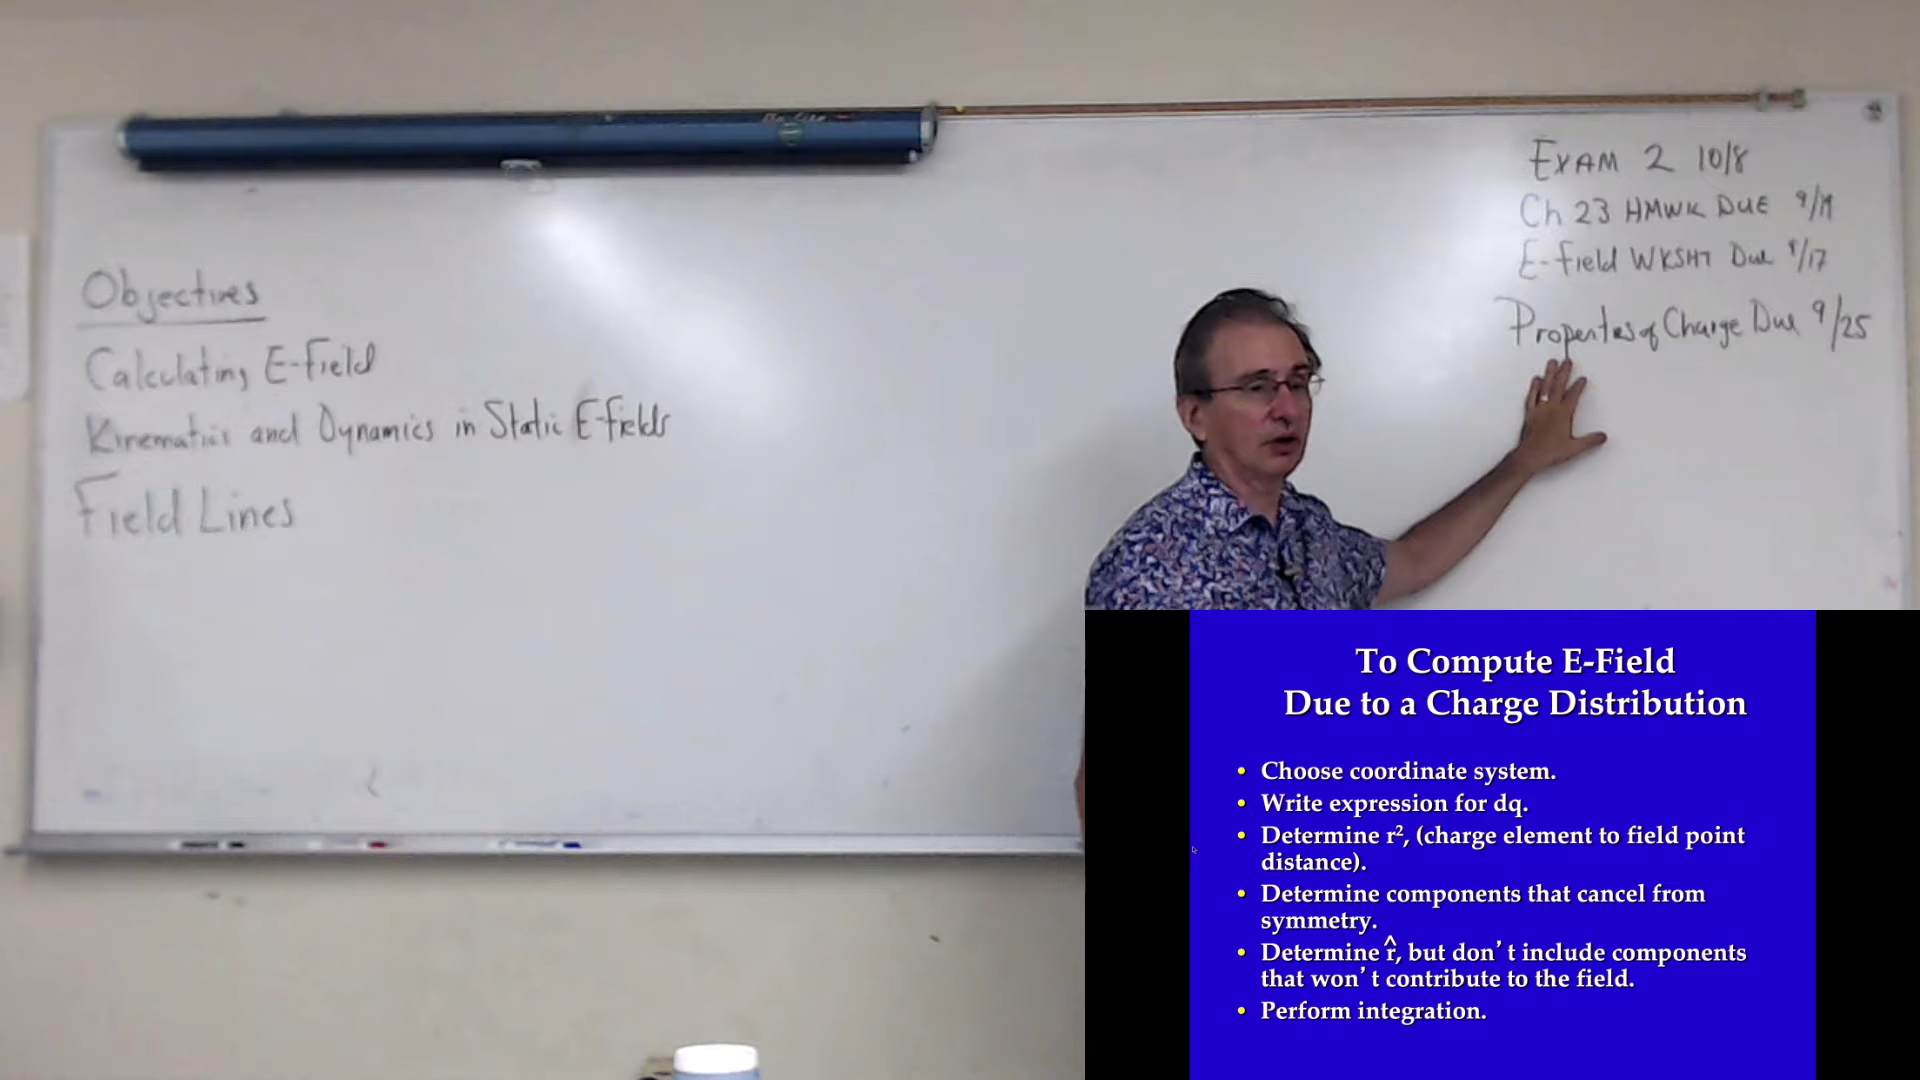 Objectives
Calculating E-Field
Kinematics and Dynamics in Static E-fields
Field Lines
EXAM 2 10/8
Ch 23 HMWK DUE 9/19
E-field WKSHT Due 9/17
Properties of Charge Due 9/25
To Compute E-Field
Due to a Charge Distribution
• Choose coordinate system.
• Write expression for dq.
• Determine r², (charge element to field point
distance).
• Determine components that cancel from
symmetry.
• Determine r̂, but don’t include components
that won’t contribute to the field.
• Perform integration.